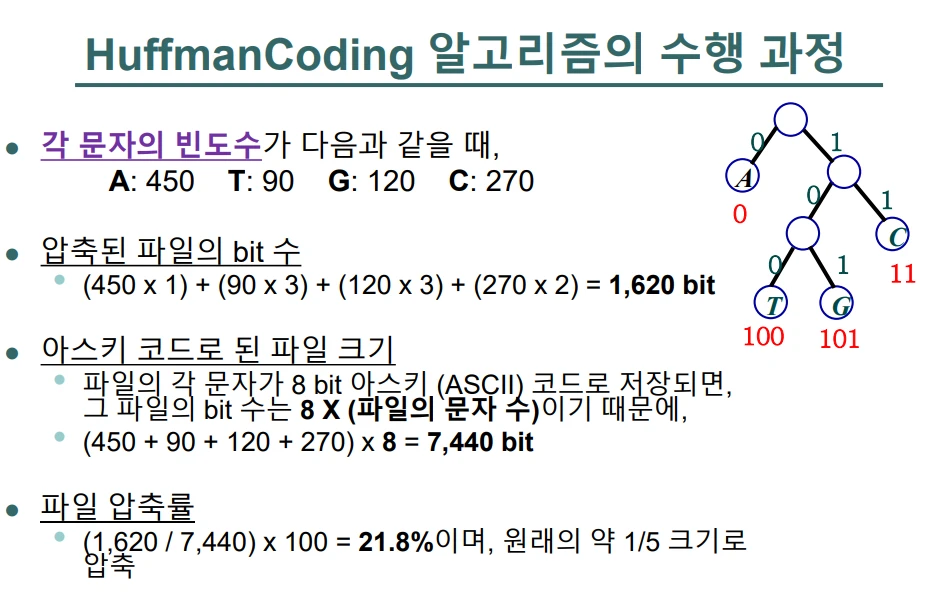 HuffmanCoding 알고리즘의 수행 과정
각 문자의 빈도수가 다음과 같을 때,
A: 450 T: 90 G: 120 C: 270
압축된 파일의 bit 수
(450 x 1) + (90 x 3) + (120 x 3) + (270 x 2) = 1,620 bit
아스키 코드로 된 파일 크기
파일의 각 문자가 8 bit 아스키 (ASCII) 코드로 저장되면,
그 파일의 bit 수는 8 X (파일의 문자 수)이기 때문에,
(450 + 90 + 120 + 270) x 8 = 7,440 bit
파일 압축률
(1,620 / 7,440) x 100 = 21.8%이며, 원래의 약 1/5 크기로
압축
0 1
A
0 1
0
C
0 1
11
T G
100 101